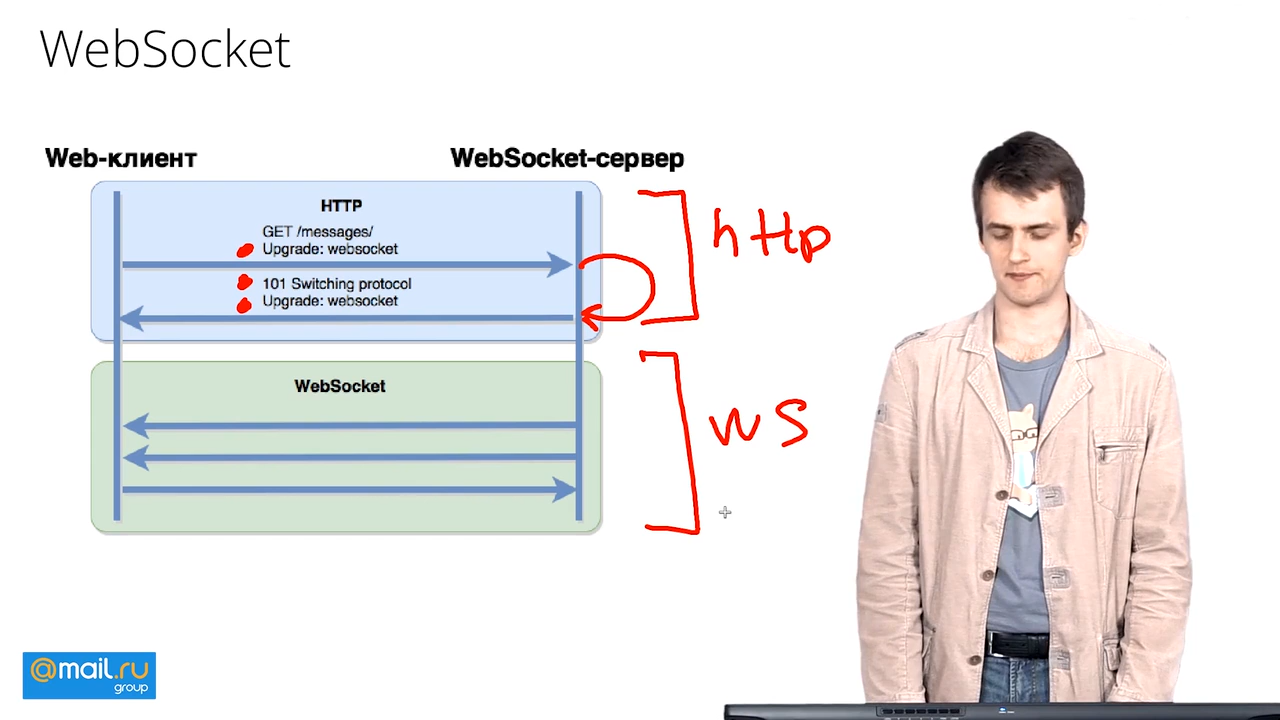 WebSocket
Web-клиент
WebSocket-сервер
HTTP
GET /messages/
Upgrade: websocket
101 Switching protocol
Upgrade: websocket
http
WebSocket
WS
@mail.ru
group